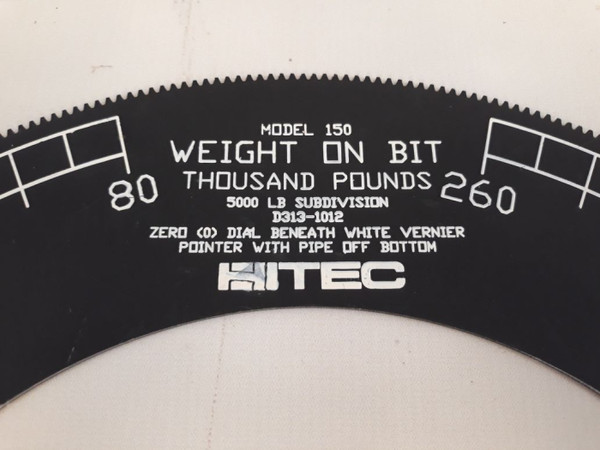 MODEL 150
WEIGHT ON BIT
THOUSAND POUNDS
80
260
5000 LB SUBDIVISION
D313-1012
ZERO (0) DIAL BENEATH WHITE VERNIER
POINTER WITH PIPE OFF BOTTOM
HITEC